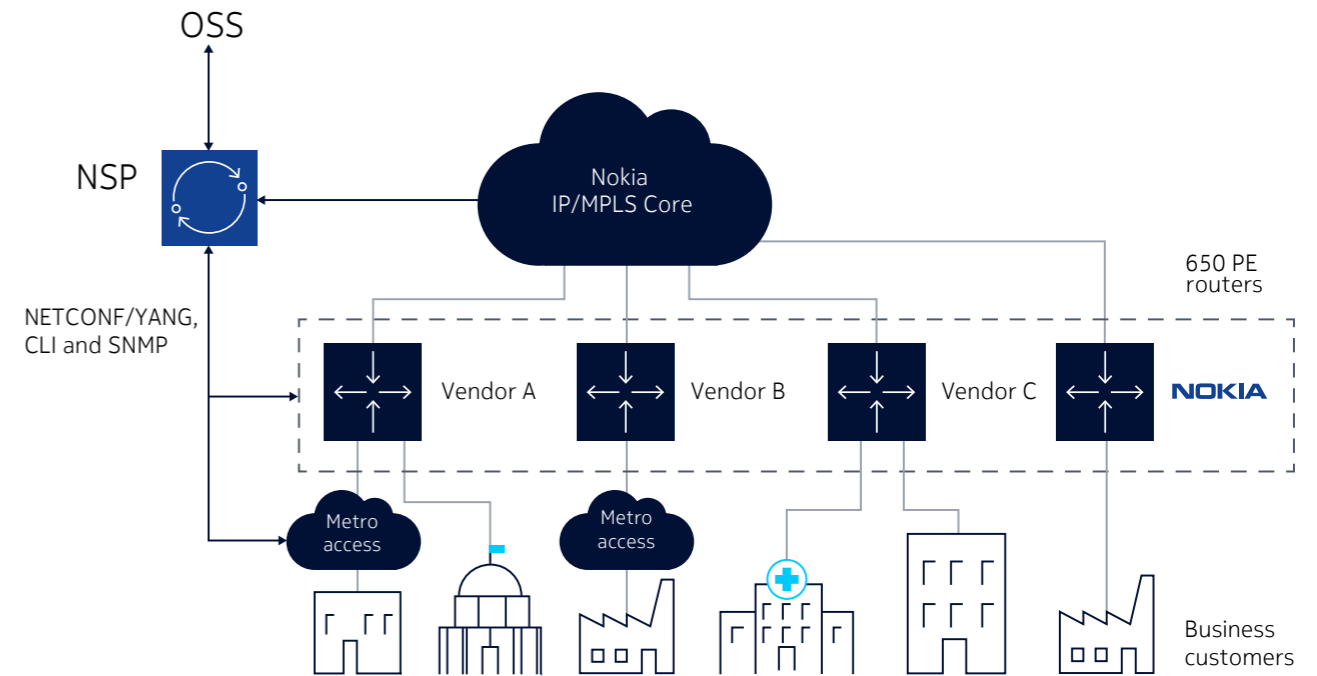 OSS
NSP
Nokia
IP/MPLS Core
650 PE
routers
NETCONF/YANG,
CLI and SNMP
Vendor A
Vendor B
Vendor C
NOKIA
Metro
access
Metro
access
Business
customers